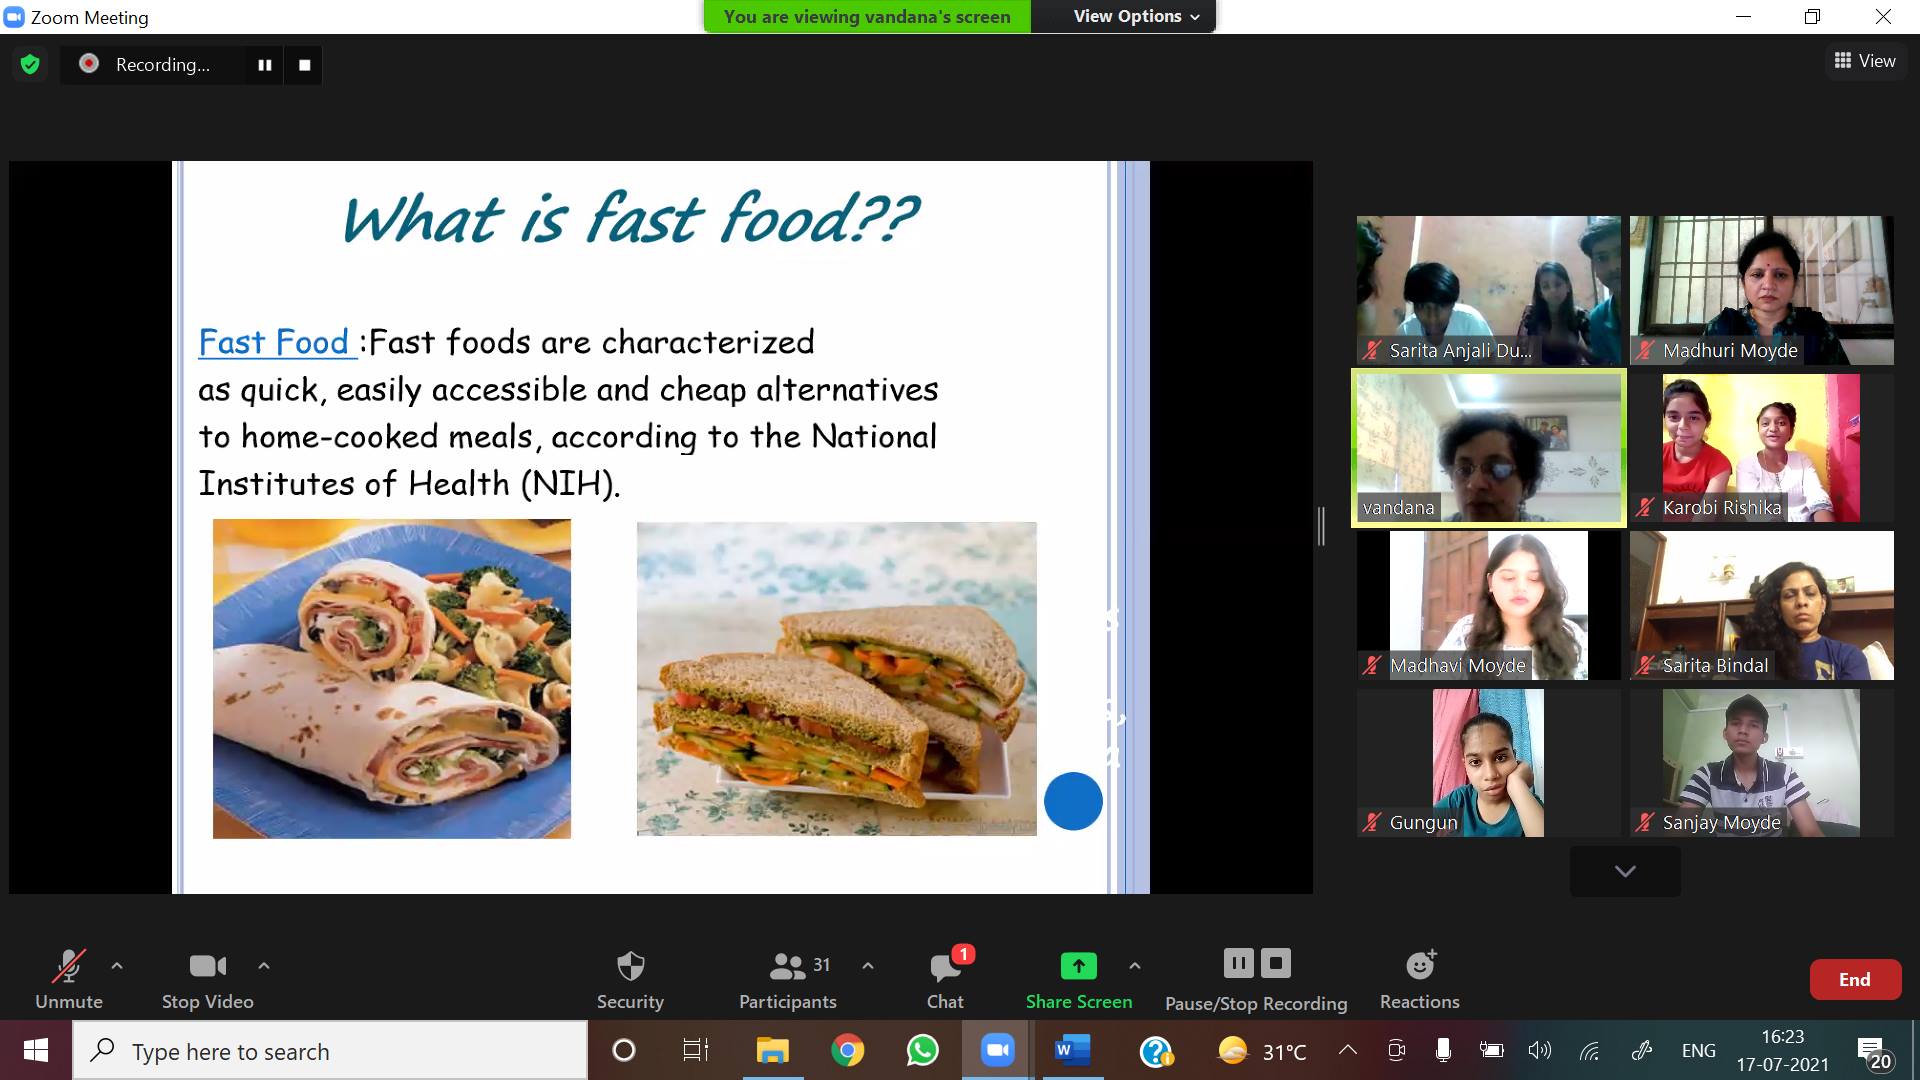 Zoom Meeting
You are viewing vandana's screen
View Options
Recording...
View
What is fast food??
Fast Food :Fast foods are characterized
as quick, easily accessible and cheap alternatives
to home-cooked meals, according to the National
Institutes of Health (NIH).
s
s,
a
Sarita Anjali Du...
Madhuri Moyde
vandana
Karobi Rishika
Madhavi Moyde
Sarita Bindal
Gungun
Sanjay Moyde
Unmute
Stop Video
Security
31
Participants
1
Chat
Share Screen
Pause/Stop Recording
Reactions
End
Type here to search
W
31°C
ENG
16:23
17-07-2021
20